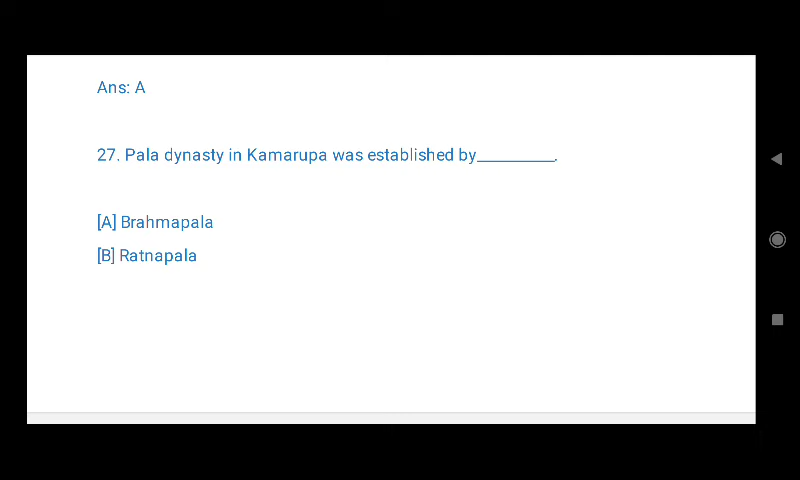 Ans: A
27. Pala dynasty in Kamarupa was established by_________.
[A] Brahmapala
[B] Ratnapala